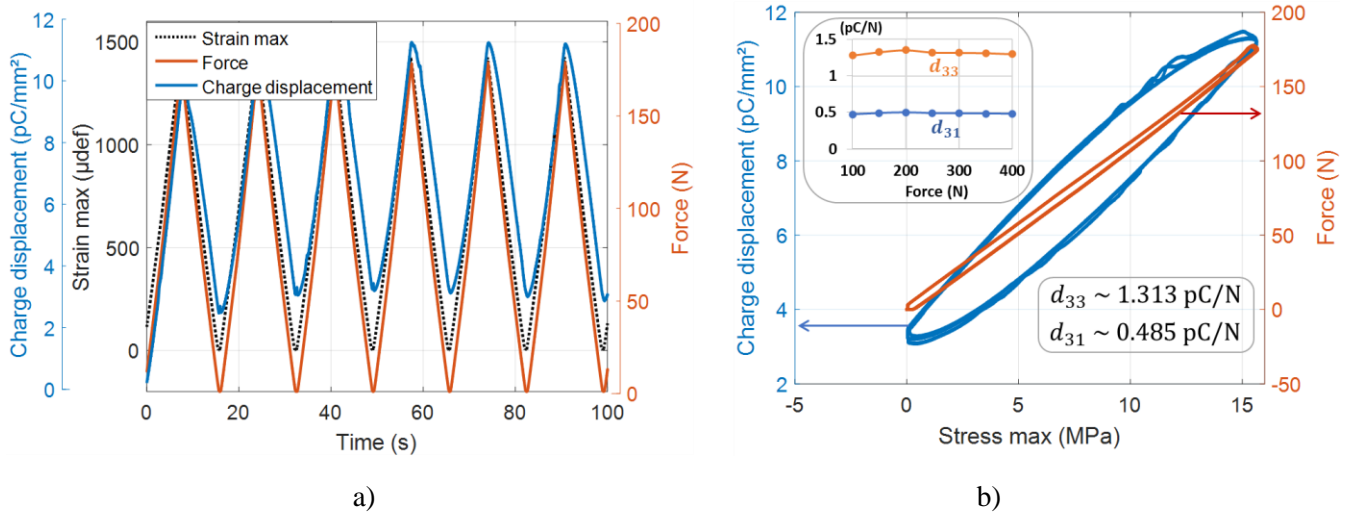 Charge displacement (pC/mm²)
12
10
8
6
4
2
0
Strain max (µdef)
1500
1000
500
0
Strain max
Force
Charge displacement
200
150
100
50
0
Force (N)
0 20 40 60 80 100
Time (s)
a)
Charge displacement (pC/mm²)
12
10
8
6
4
2
(pC/N)
1.5
1
0.5
0
d₃₃
d₃₁
100 200 300 400
Force (N)
d₃₃ ~ 1.313 pC/N
d₃₁ ~ 0.485 pC/N
200
150
100
50
0
-50
Force (N)
-5 0 5 10 15
Stress max (MPa)
b)